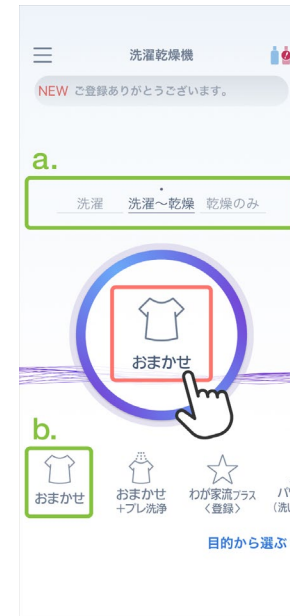 洗濯乾燥機
NEW ご登録ありがとうございます。
a.
洗濯 洗濯〜乾燥 乾燥のみ
おまかせ
b.
おまかせ おまかせ わが家流プラス
+プレ洗浄 〈登録〉
目的から選ぶ